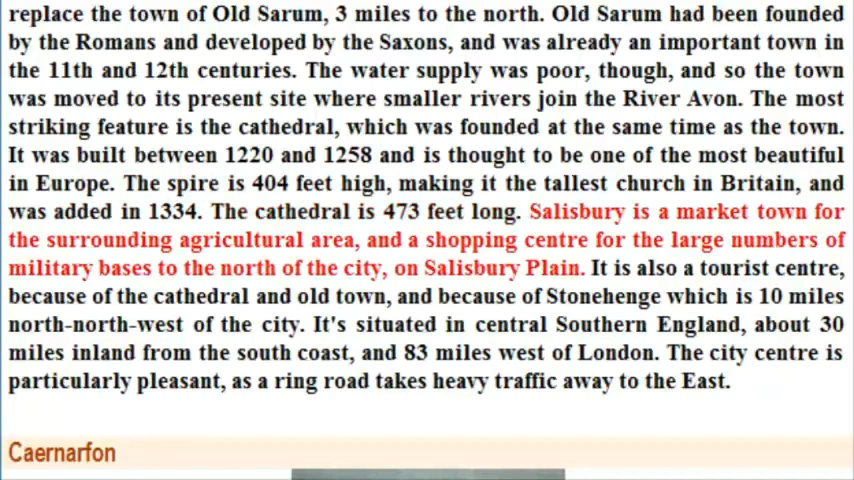 replace the town of Old Sarum, 3 miles to the north. Old Sarum had been founded
by the Romans and developed by the Saxons, and was already an important town in
the 11th and 12th centuries. The water supply was poor, though, and so the town
was moved to its present site where smaller rivers join the River Avon. The most
striking feature is the cathedral, which was founded at the same time as the town.
It was built between 1220 and 1258 and is thought to be one of the most beautiful
in Europe. The spire is 404 feet high, making it the tallest church in Britain, and
was added in 1334. The cathedral is 473 feet long. Salisbury is a market town for
the surrounding agricultural area, and a shopping centre for the large numbers of
military bases to the north of the city, on Salisbury Plain. It is also a tourist centre,
because of the cathedral and old town, and because of Stonehenge which is 10 miles
north-north-west of the city. It's situated in central Southern England, about 30
miles inland from the south coast, and 83 miles west of London. The city centre is
particularly pleasant, as a ring road takes heavy traffic away to the East.
Caernarfon